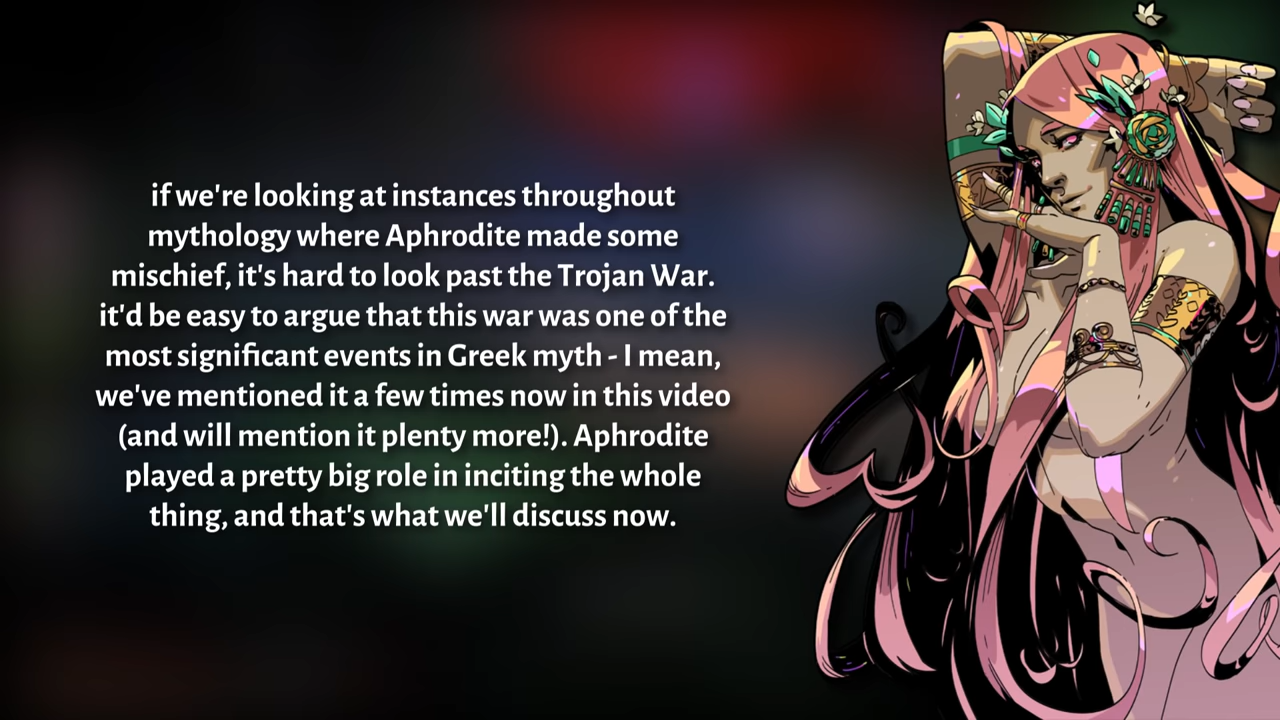 if we're looking at instances throughout
mythology where Aphrodite made some
mischief, it's hard to look past the Trojan War.
it'd be easy to argue that this war was one of the
most significant events in Greek myth - I mean,
we've mentioned it a few times now in this video
(and will mention it plenty more!). Aphrodite
played a pretty big role in inciting the whole
thing, and that's what we'll discuss now.